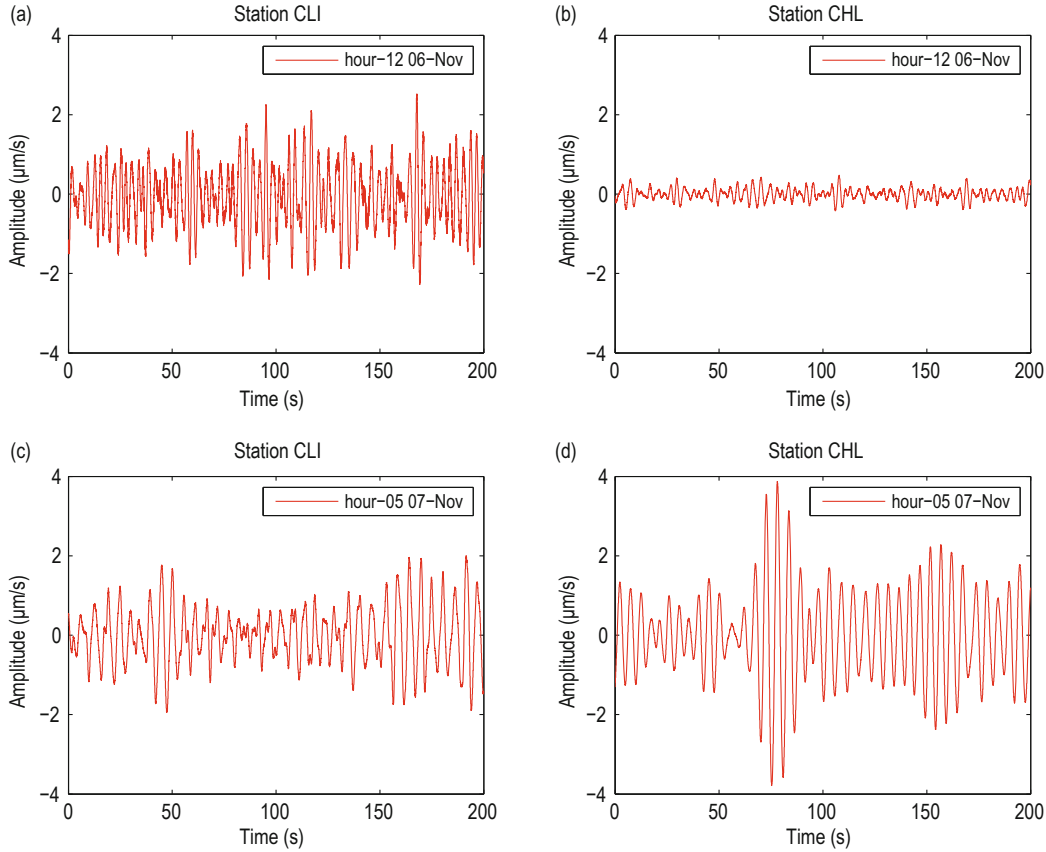 (a)
Station CLI
hour−12 06−Nov
4
2
0
−2
−4
Amplitude (μm/s)
0
50
100
150
200
Time (s)
(b)
Station CHL
hour−12 06−Nov
4
2
0
−2
−4
Amplitude (μm/s)
0
50
100
150
200
Time (s)
(c)
Station CLI
hour−05 07−Nov
4
2
0
−2
−4
Amplitude (μm/s)
0
50
100
150
200
Time (s)
(d)
Station CHL
hour−05 07−Nov
4
2
0
−2
−4
Amplitude (μm/s)
0
50
100
150
200
Time (s)